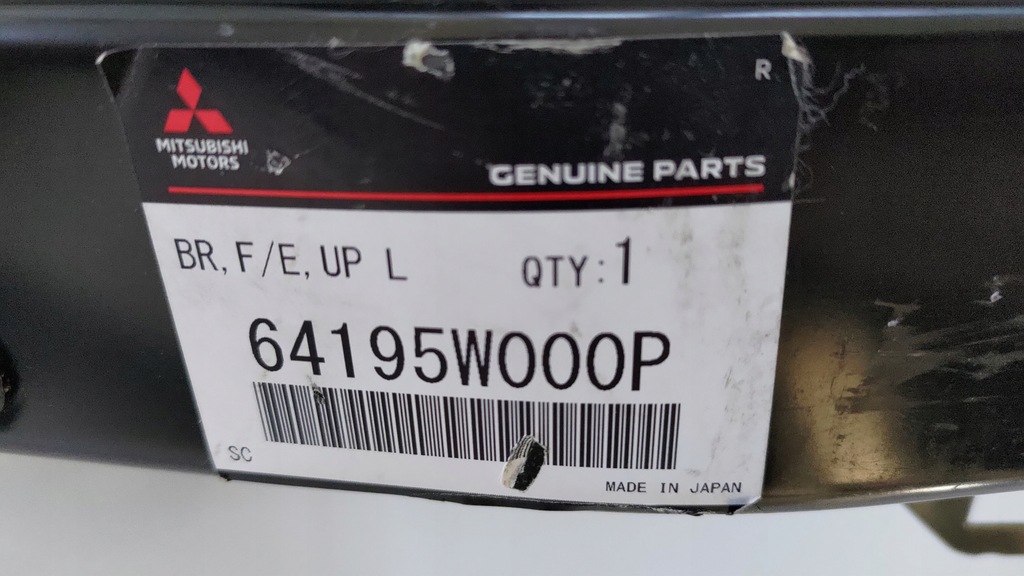 R
MITSUBISHI
MOTORS
GENUINE PARTS
BR, F/E, UP L QTY:1
64195W000P
SC
MADE IN JAPAN